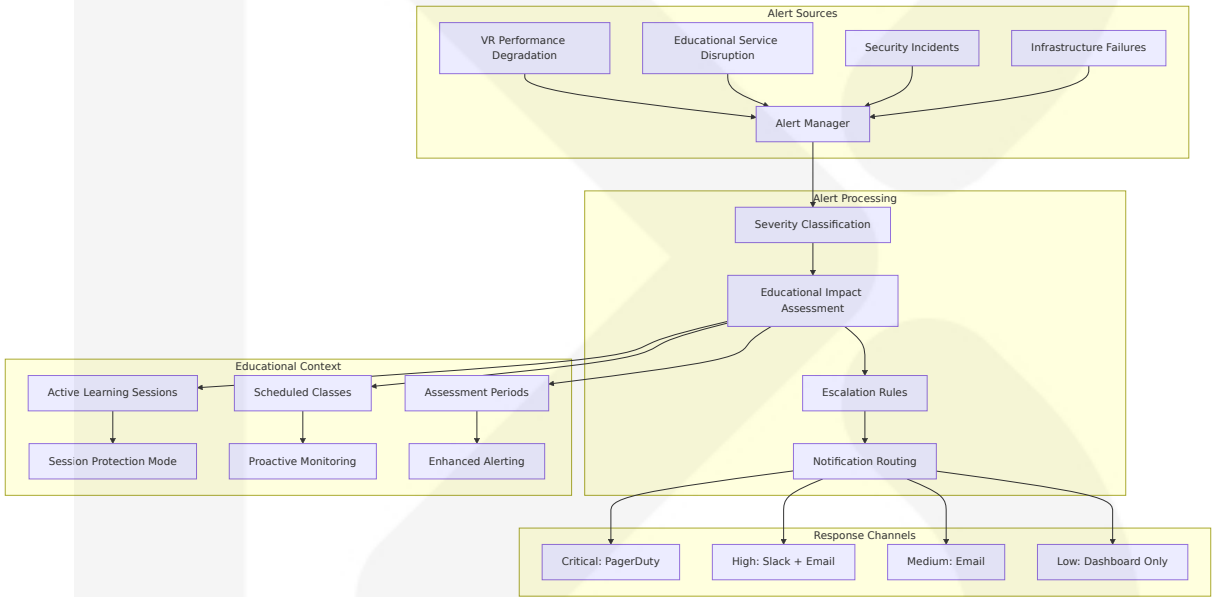 Alert Sources
VR Performance
Degradation
Educational Service
Disruption
Security Incidents
Infrastructure Failures
Alert Manager
Alert Processing
Severity Classification
Educational Impact
Assessment
Educational Context
Active Learning Sessions
Scheduled Classes
Assessment Periods
Escalation Rules
Session Protection Mode
Proactive Monitoring
Enhanced Alerting
Notification Routing
Response Channels
Critical: PagerDuty
High: Slack + Email
Medium: Email
Low: Dashboard Only